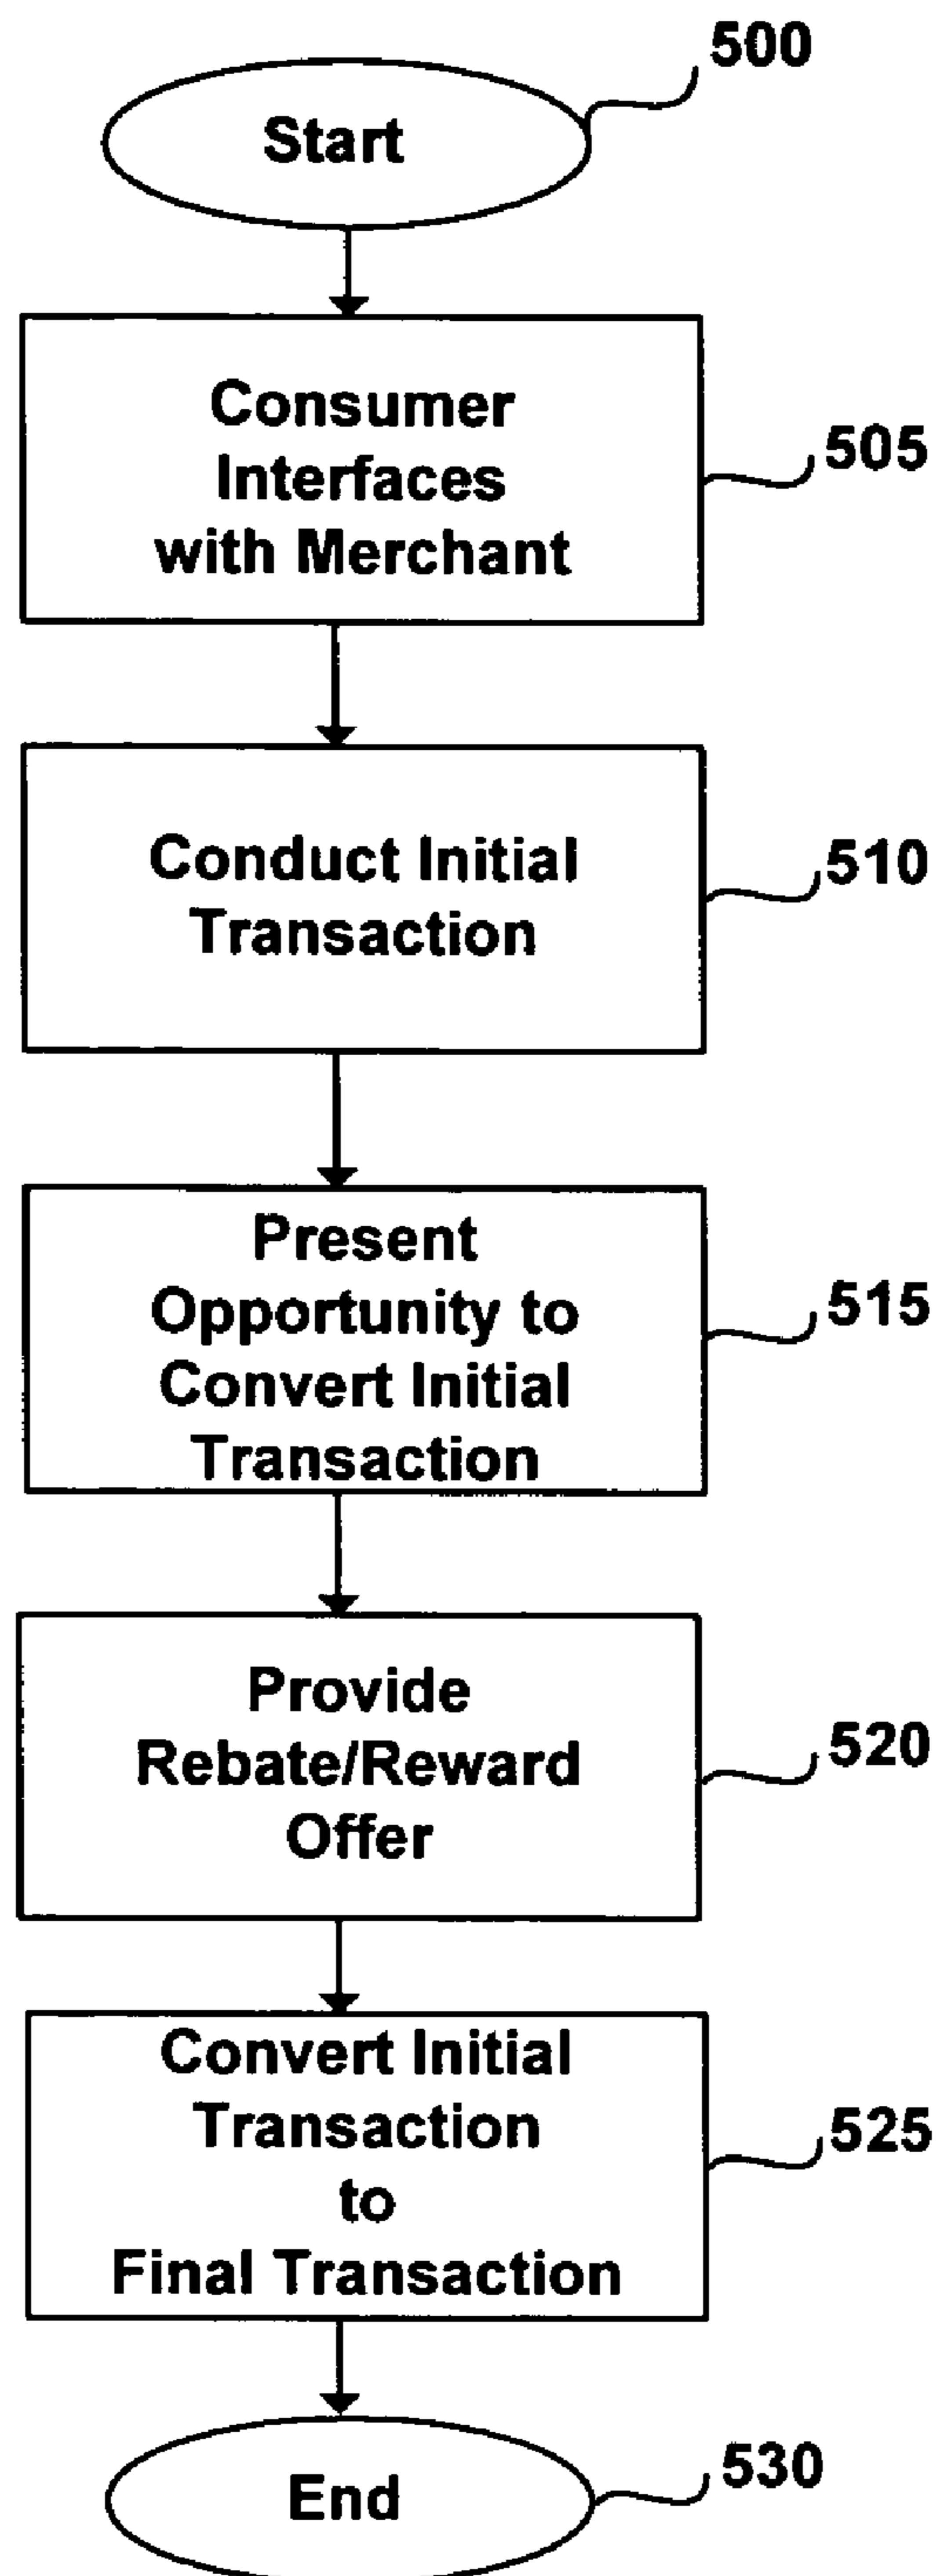 500
Start
Consumer
Interfaces
with Merchant
505
Conduct Initial
Transaction
510
Present
Opportunity to
Convert Initial
Transaction
515
Provide
Rebate/Reward
Offer
520
Convert Initial
Transaction
to
Final Transaction
525
End
530